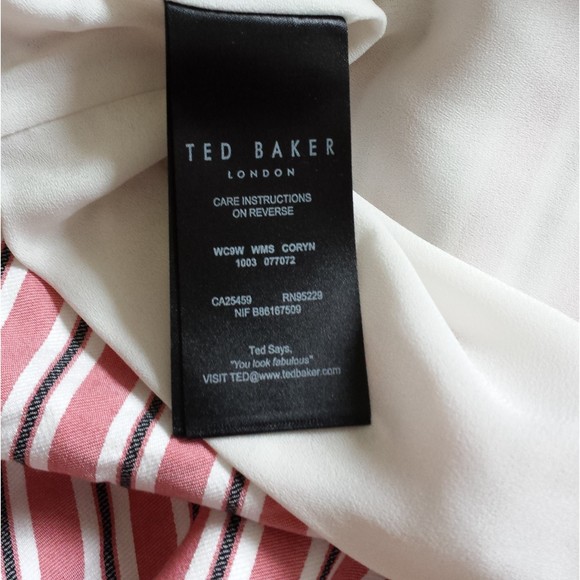 TED BAKER
LONDON
CARE INSTRUCTIONS
ON REVERSE
WC9W WMS CORYN
1003 077072
CA25459 RN95229
NIF B86167509
Ted Says,
"You look fabulous"
VISIT TED@www.tedbaker.com